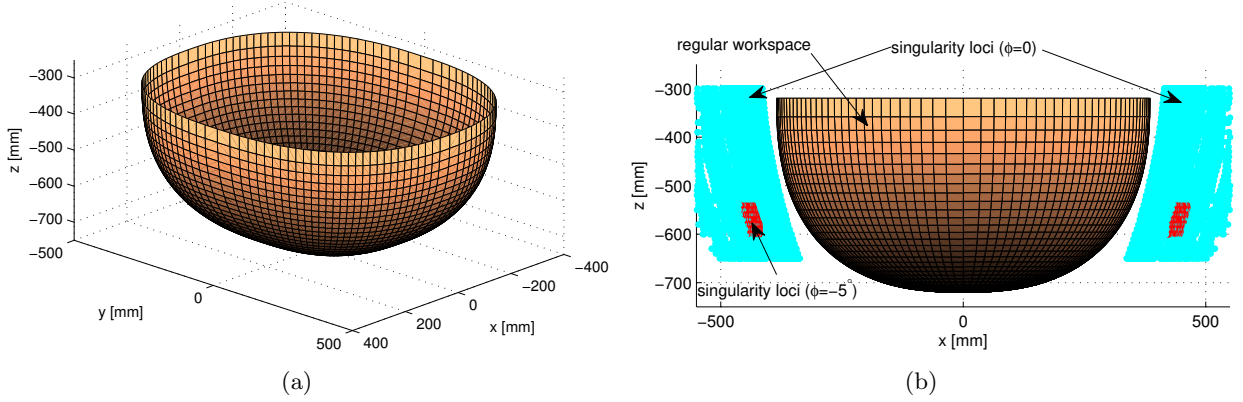 −300
−400
−500
−600
−700
z [mm]
−500
0
500
y [mm]
400
200
0
−200
−400
x [mm]
(a)
regular workspace
singularity loci (ϕ=0)
−300
−400
−500
−600
−700
z [mm]
singularity loci (ϕ=−5°)
−500
0
500
x [mm]
(b)